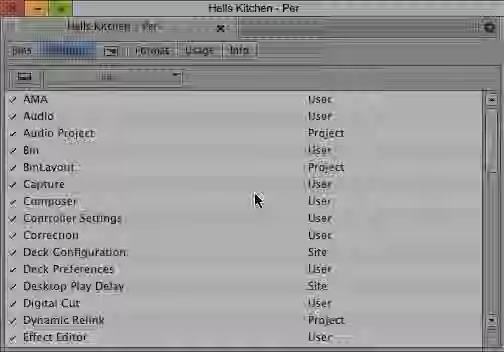 Hells Kitchen - Per
Hells Kitchen - Per
Bins Format Usage Info
AMA User
Audio User
Audio Project Project
Bin User
BinLayout Project
Capture User
Composer User
Controller Settings User
Correction User
Deck Configuration Site
Deck Preferences User
Desktop Play Delay Site
Digital Cut User
Dynamic Relink Project
Effect Editor User